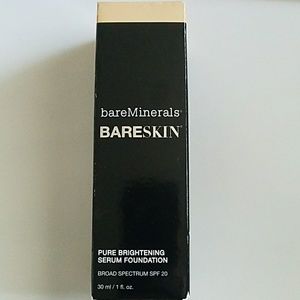 bareMinerals
BARESKIN
PURE BRIGHTENING
SERUM FOUNDATION
BROAD SPECTRUM SPF 20
30 ml / 1 fl. oz.